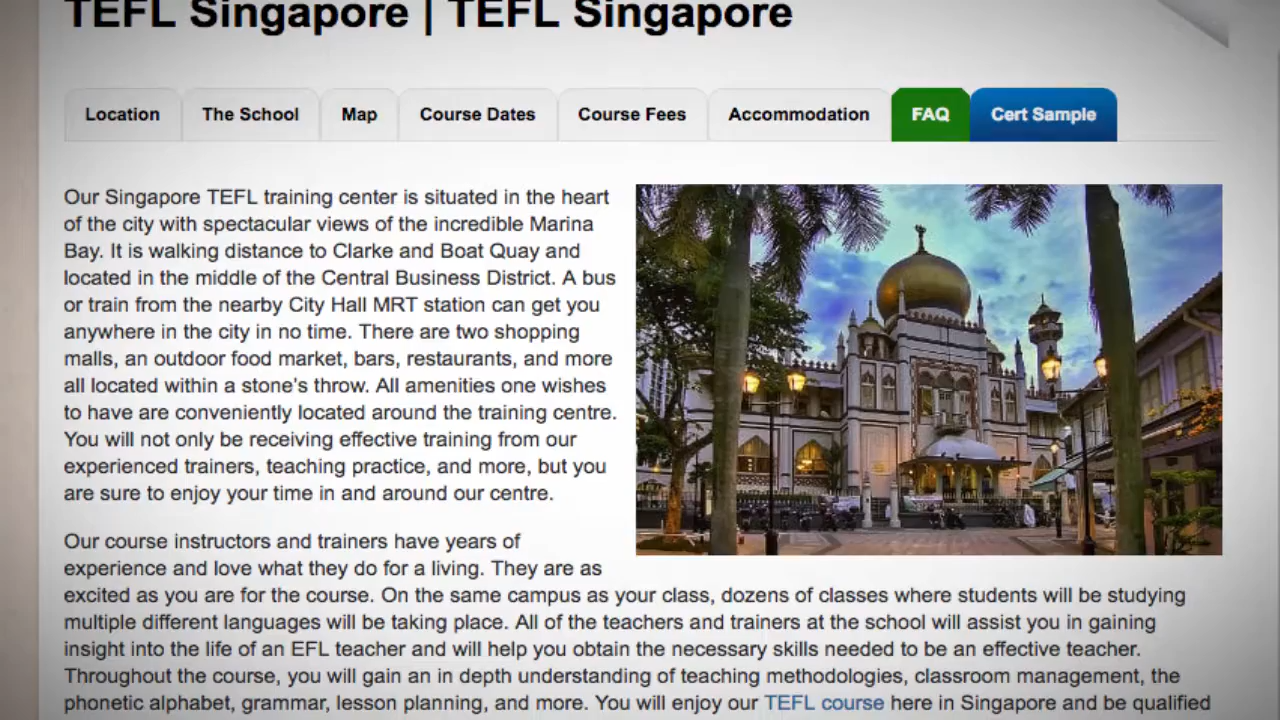 TEFL Singapore | TEFL Singapore
Location
The School
Map
Course Dates
Course Fees
Accommodation
FAQ
Cert Sample
Our Singapore TEFL training center is situated in the heart
of the city with spectacular views of the incredible Marina
Bay. It is walking distance to Clarke and Boat Quay and
located in the middle of the Central Business District. A bus
or train from the nearby City Hall MRT station can get you
anywhere in the city in no time. There are two shopping
malls, an outdoor food market, bars, restaurants, and more
all located within a stone's throw. All amenities one wishes
to have are conveniently located around the training centre.
You will not only be receiving effective training from our
experienced trainers, teaching practice, and more, but you
are sure to enjoy your time in and around our centre.
Our course instructors and trainers have years of
experience and love what they do for a living. They are as
excited as you are for the course. On the same campus as your class, dozens of classes where students will be studying
multiple different languages will be taking place. All of the teachers and trainers at the school will assist you in gaining
insight into the life of an EFL teacher and will help you obtain the necessary skills needed to be an effective teacher.
Throughout the course, you will gain an in depth understanding of teaching methodologies, classroom management, the
phonetic alphabet, grammar, lesson planning, and more. You will enjoy our TEFL course here in Singapore and be qualified